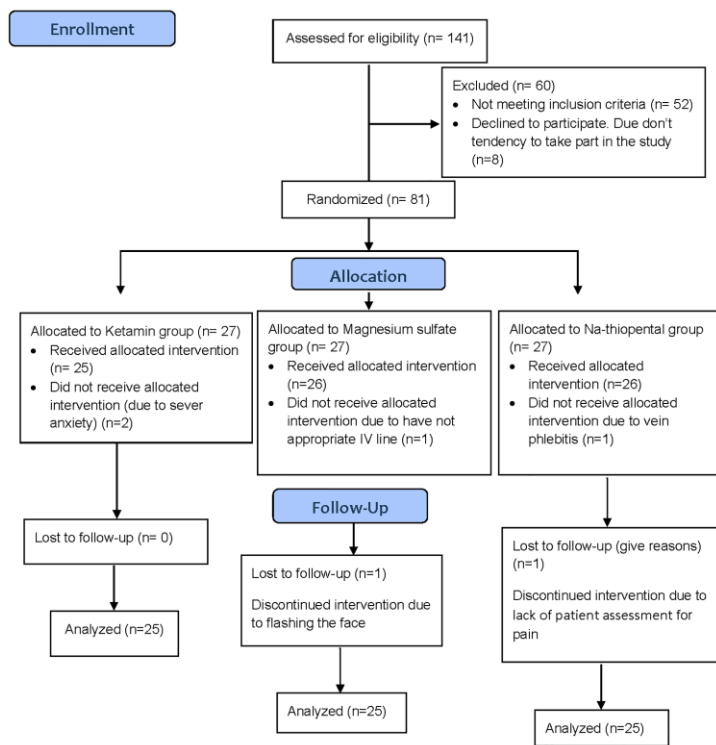 Enrollment
Assessed for eligibility (n= 141)
Excluded (n= 60)
• Not meeting inclusion criteria (n= 52)
• Declined to participate. Due don't
tendency to take part in the study
(n=8)
Randomized (n= 81)
Allocation
Allocated to Ketamin group (n= 27)
• Received allocated intervention
(n= 25)
• Did not receive allocated
intervention (due to sever
anxiety) (n=2)
Allocated to Magnesium sulfate
group (n= 27)
• Received allocated intervention
(n=26)
• Did not receive allocated
intervention due to have not
appropriate IV line (n=1)
Allocated to Na-thiopental group
(n= 27)
• Received allocated
intervention (n=26)
• Did not receive allocated
intervention due to vein
phlebitis (n=1)
Follow-Up
Lost to follow-up (n= 0)
Lost to follow-up (n=1)
Discontinued intervention due
to flashing the face
Lost to follow-up (give reasons)
(n=1)
Discontinued intervention due to
lack of patient assessment for
pain
Analyzed (n=25)
Analyzed (n=25)
Analyzed (n=25)